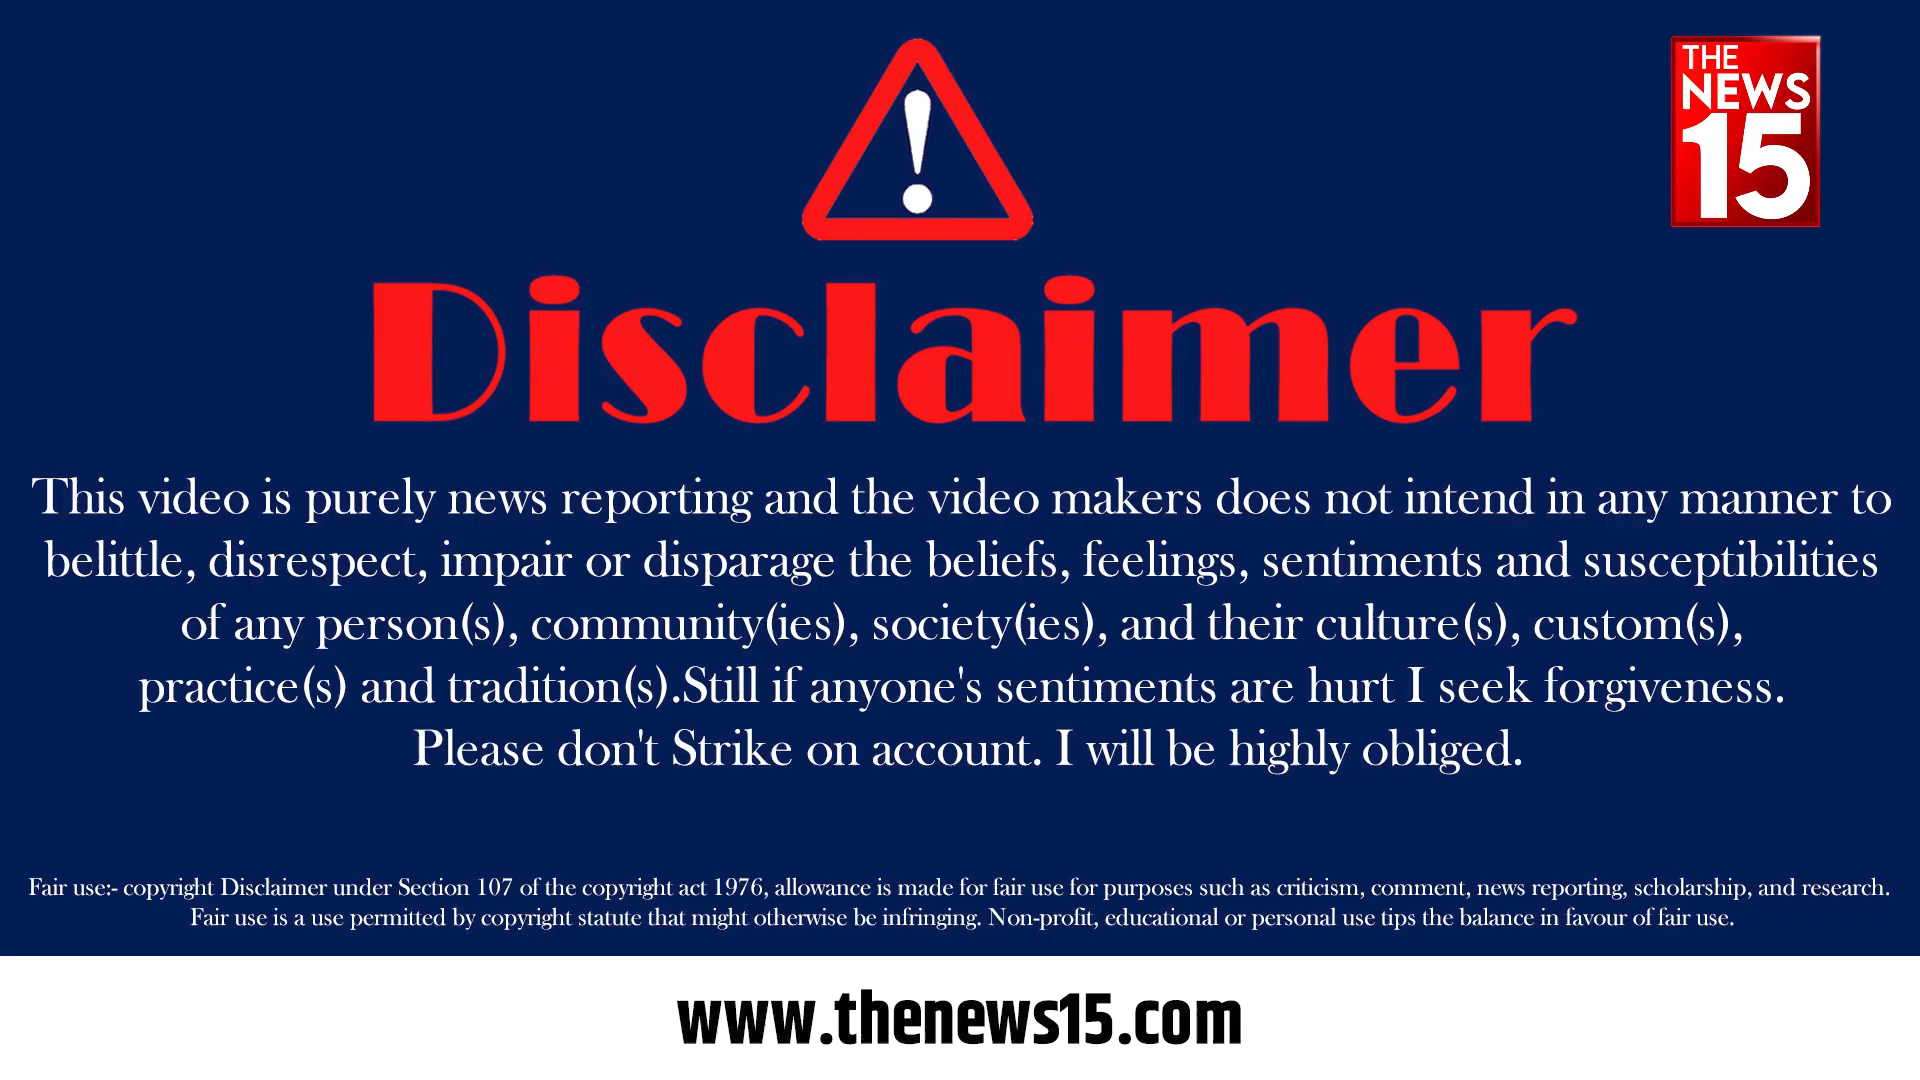 THE
NEWS
15
Disclaimer
This video is purely news reporting and the video makers does not intend in any manner to
belittle, disrespect, impair or disparage the beliefs, feelings, sentiments and susceptibilities
of any person(s), community(ies), society(ies), and their culture(s), custom(s),
practice(s) and tradition(s).Still if anyone's sentiments are hurt I seek forgiveness.
Please don't Strike on account. I will be highly obliged.
Fair use:- copyright Disclaimer under Section 107 of the copyright act 1976, allowance is made for fair use for purposes such as criticism, comment, news reporting, scholarship, and research.
Fair use is a use permitted by copyright statute that might otherwise be infringing. Non-profit, educational or personal use tips the balance in favour of fair use.
www.thenews15.com